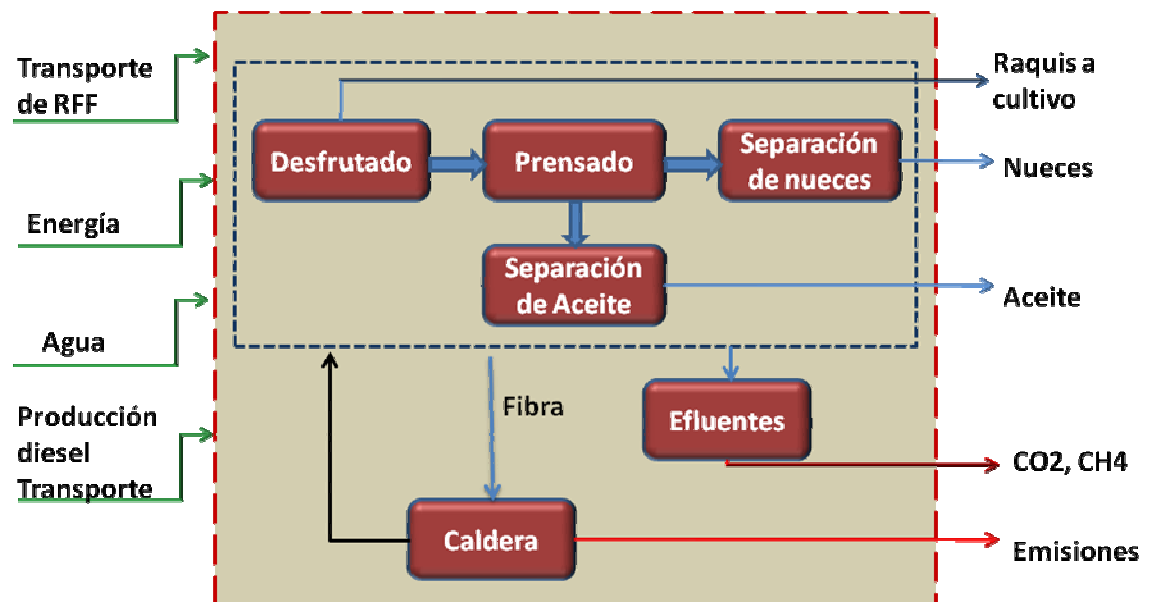 Transporte
de RFF
Energía
Agua
Producción
diesel
Transporte
Desfrutado
Prensado
Separación
de nueces
Separación
de Aceite
Fibra
Efluentes
Caldera
Raquis a
cultivo
Nueces
Aceite
CO2, CH4
Emisiones